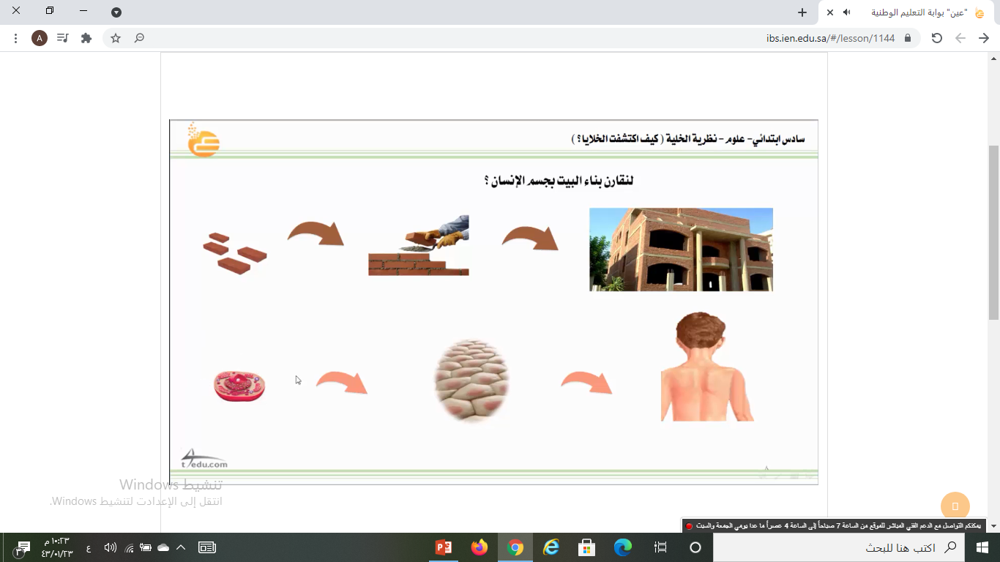 "عين" بوابة التعليم الوطنية
ibs.ien.edu.sa/#/lesson/1144
A
سادس ابتدائي- علوم - نظرية الخلية ( كيف اكتشفت الخلايا ؟ )
لنقارن بناء البيت بجسم الإنسان ؟
t4edu.com
٨
تنشيط Windows
انتقل إلى الإعدادت لتنشيط Windows.
يمكنكم التواصل مع الدعم الفني المباشر للموقع من الساعة 7 صباحاً إلى الساعة 4 عصراً ما عدا يومي الجمعة والسبت
اكتب هنا للبحث
ع
١٠:٢٣ م
٤٣/٠١/٢٣
٣